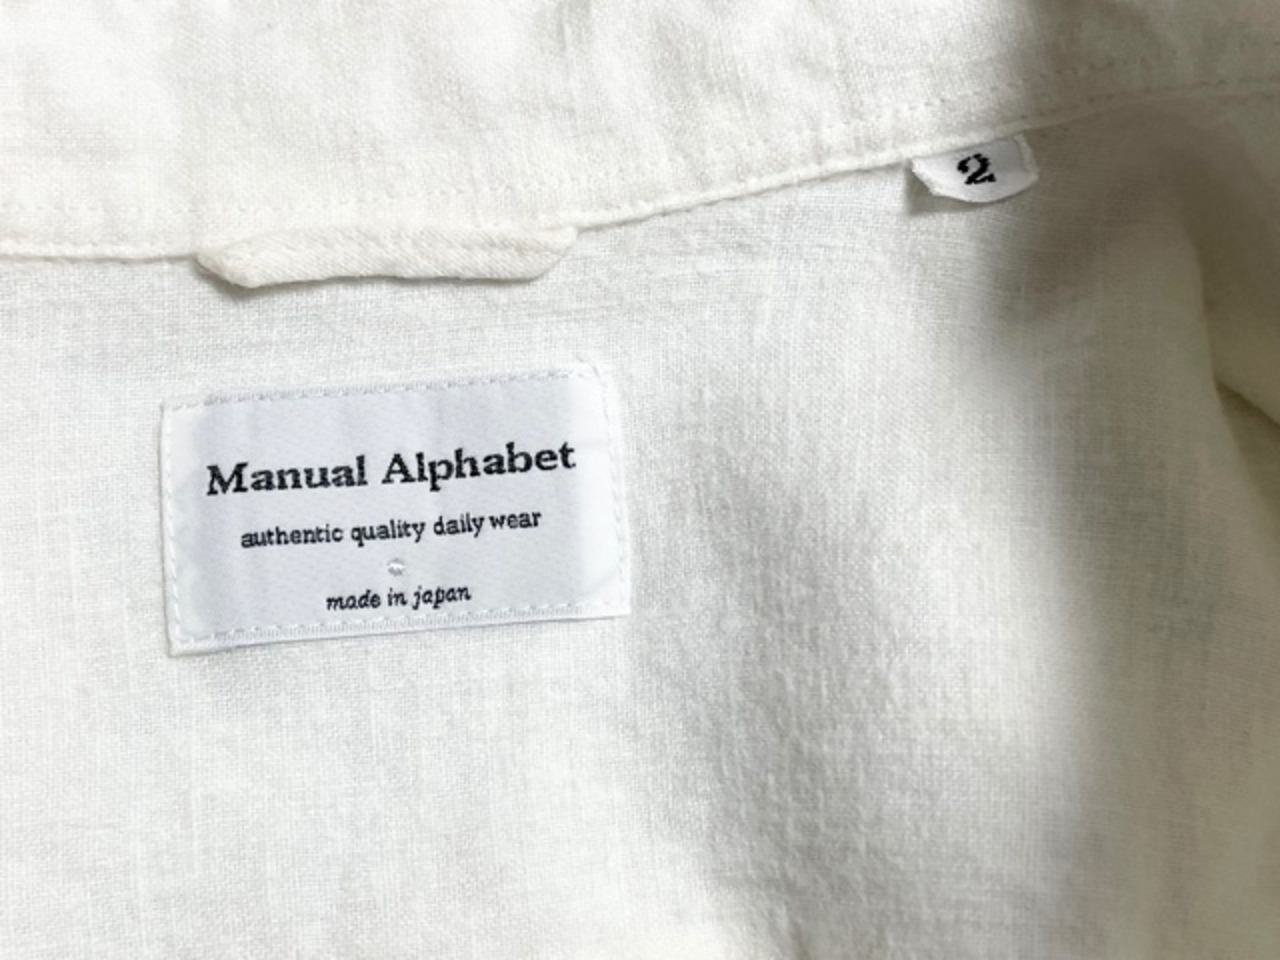 2
Manual Alphabet
authentic quality daily wear
made in japan